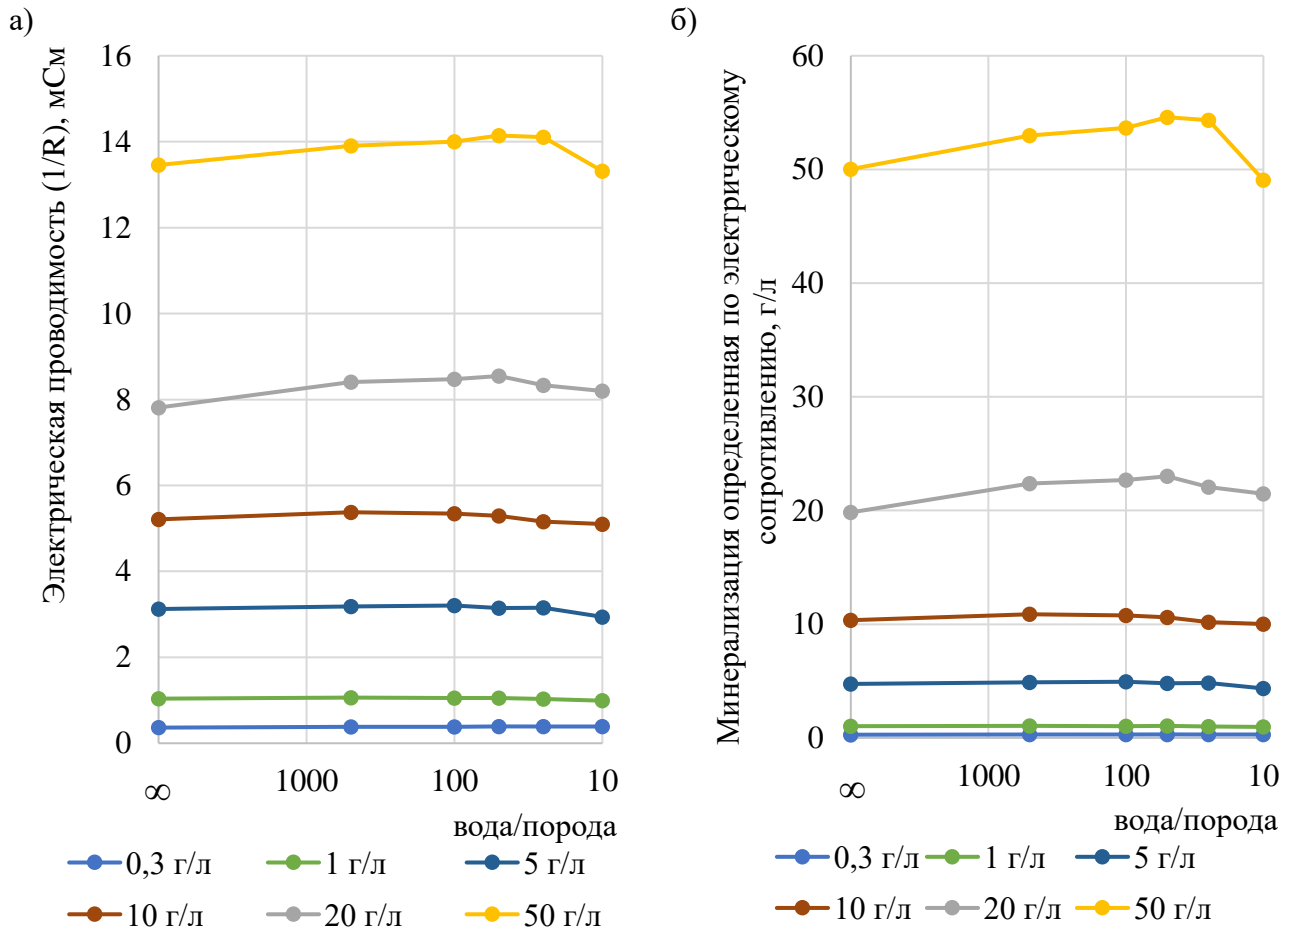 а)
Электрическая проводимость (1/R), мСм
16
14
12
10
8
6
4
2
0
∞
1000
100
10
вода/порода
0,3 г/л
1 г/л
5 г/л
10 г/л
20 г/л
50 г/л
б)
Минерализация определенная по электрическому
сопротивлению, г/л
60
50
40
30
20
10
0
∞
1000
100
10
вода/порода
0,3 г/л
1 г/л
5 г/л
10 г/л
20 г/л
50 г/л